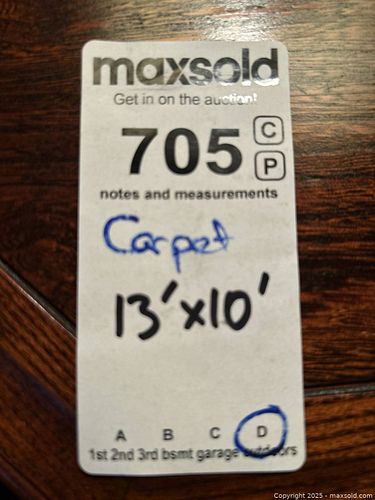 maxsold
Get in on the auction!
705 C
P
notes and measurements
Carpet
13'x10'
A B C D
1st 2nd 3rd bsmt garage outdoors
Copyright 2025 - maxsold.com